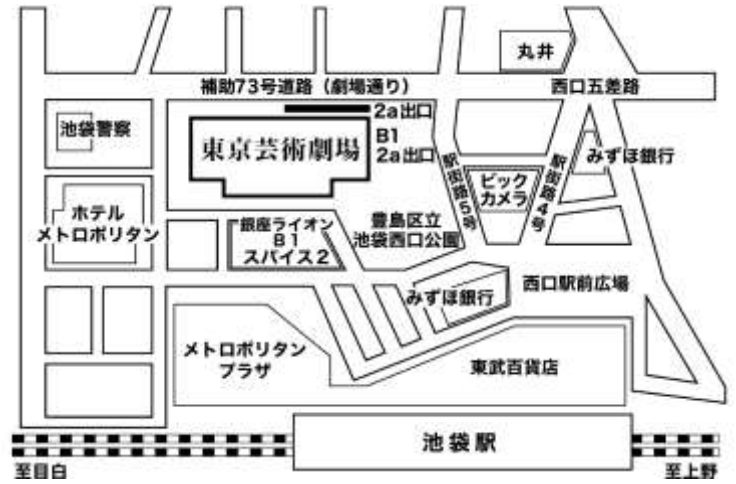 丸井
補助73号道路（劇場通り）
西口五差路
2a出口
池袋警察
東京芸術劇場
B1
2a出口
駅街路5号
ビック
カメラ
駅街路4号
みずほ銀行
ホテル
メトロポリタン
銀座ライオン
B1
スパイス2
豊島区立
池袋西口公園
みずほ銀行
西口駅前広場
メトロポリタン
プラザ
東武百貨店
池袋駅
至目白
至上野